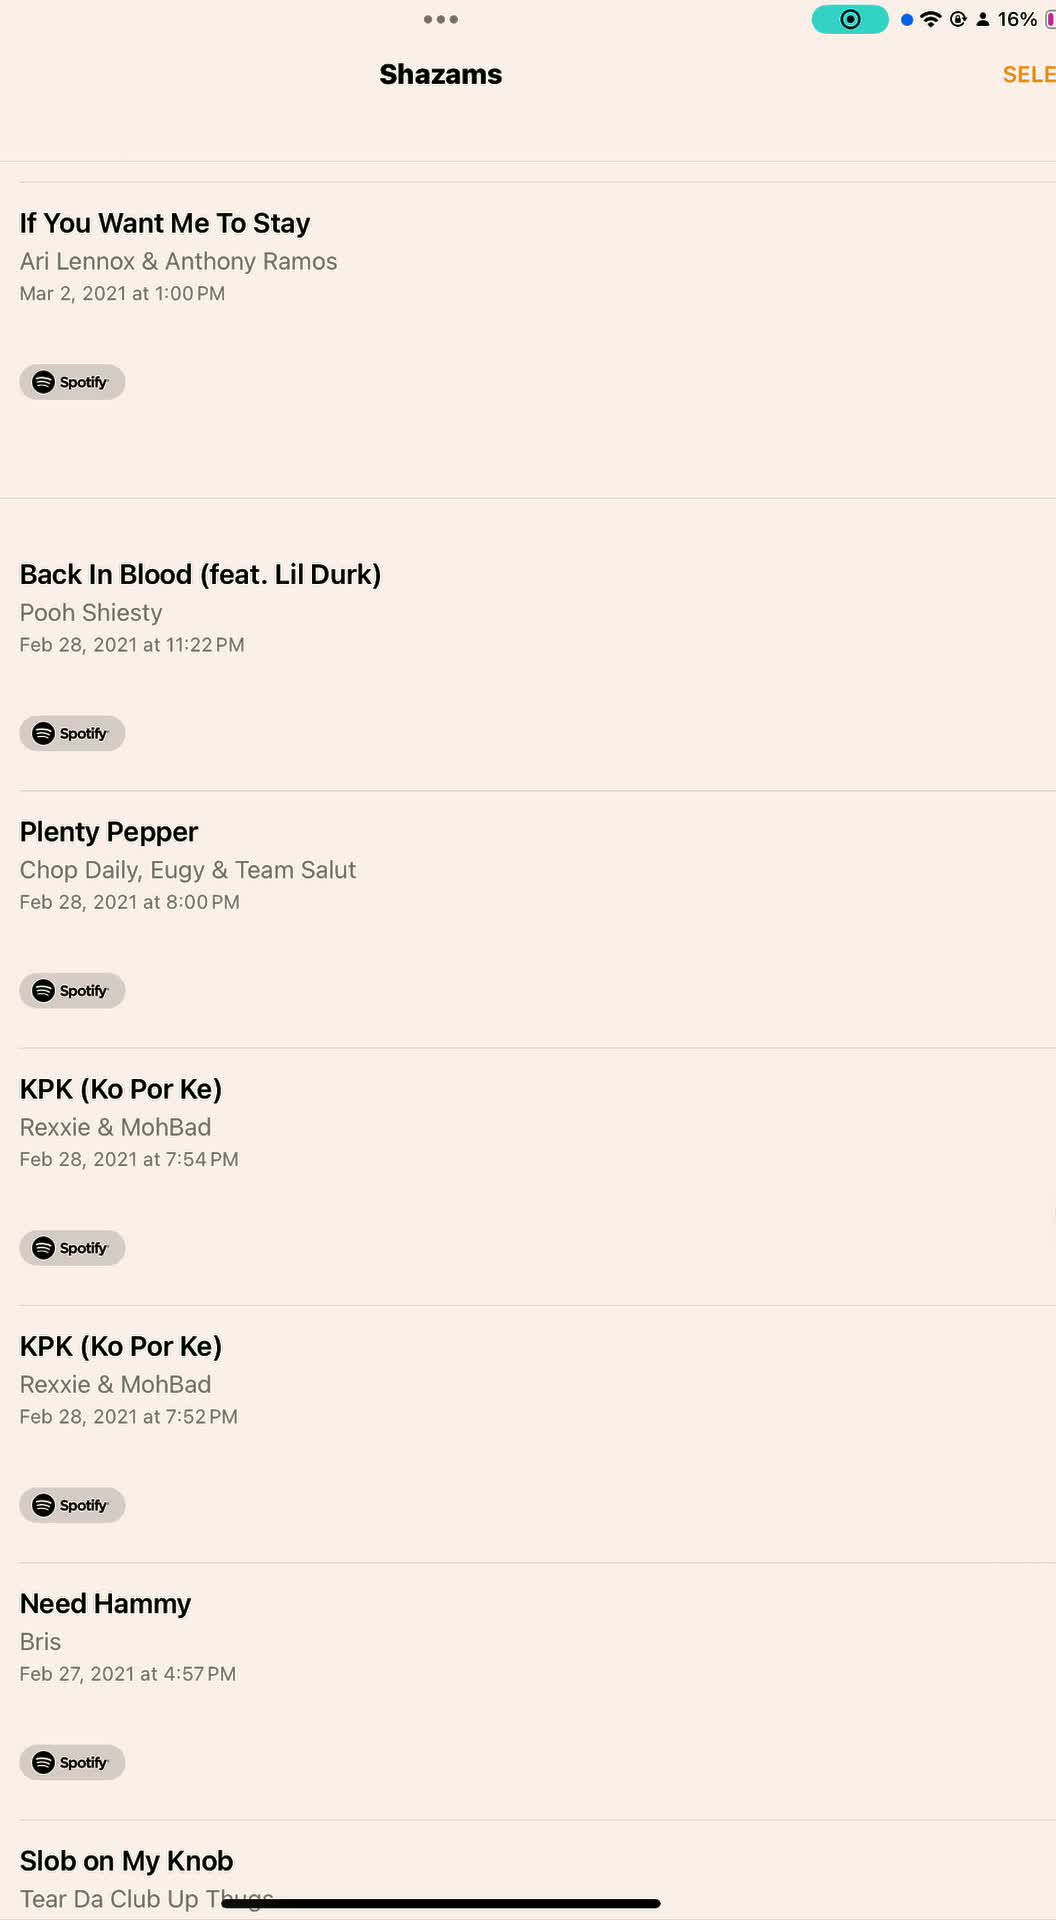 16%
Shazams
SELE
If You Want Me To Stay
Ari Lennox & Anthony Ramos
Mar 2, 2021 at 1:00 PM
Spotify
Back In Blood (feat. Lil Durk)
Pooh Shiesty
Feb 28, 2021 at 11:22 PM
Spotify
Plenty Pepper
Chop Daily, Eugy & Team Salut
Feb 28, 2021 at 8:00 PM
Spotify
KPK (Ko Por Ke)
Rexxie & MohBad
Feb 28, 2021 at 7:54 PM
Spotify
KPK (Ko Por Ke)
Rexxie & MohBad
Feb 28, 2021 at 7:52 PM
Spotify
Need Hammy
Bris
Feb 27, 2021 at 4:57 PM
Spotify
Slob on My Knob
Tear Da Club Up Thugs